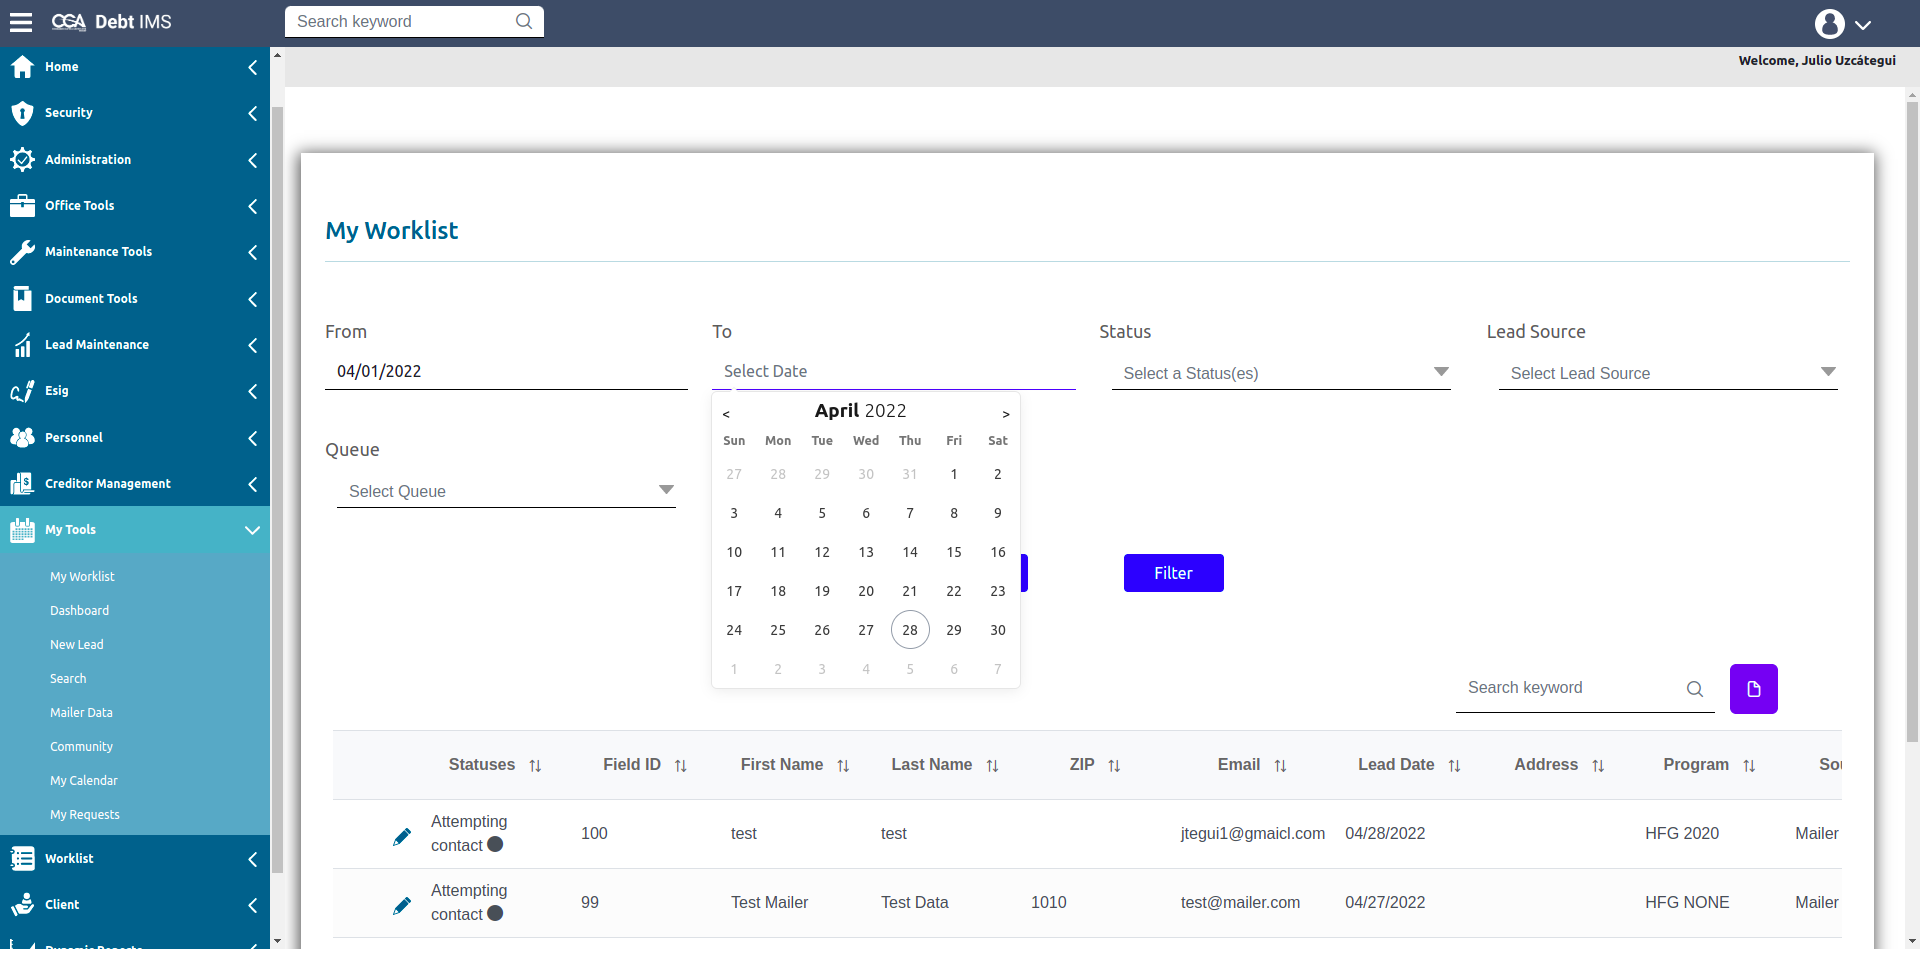 CGA Debt IMS
Search keyword
Welcome, Julio Uzcátegui
Home
Security
Administration
Office Tools
Maintenance Tools
Document Tools
Lead Maintenance
Esig
Personnel
Creditor Management
My Tools
My Worklist
Dashboard
New Lead
Search
Mailer Data
Community
My Calendar
My Requests
Worklist
Client
Dynamic Reports
My Worklist
From To Status Lead Source
04/01/2022 Select Date Select a Status(es) Select Lead Source
Queue
Select Queue
< April 2022 >
Sun Mon Tue Wed Thu Fri Sat
27 28 29 30 31 1 2
3 4 5 6 7 8 9
10 11 12 13 14 15 16
17 18 19 20 21 22 23
24 25 26 27 28 29 30
1 2 3 4 5 6 7
Filter
Search keyword
Statuses Field ID First Name Last Name ZIP Email Lead Date Address Program Sou
Attempting
contact 100 test test jtegui1@gmaicl.com 04/28/2022 HFG 2020 Mailer
Attempting
contact 99 Test Mailer Test Data 1010 test@mailer.com 04/27/2022 HFG NONE Mailer